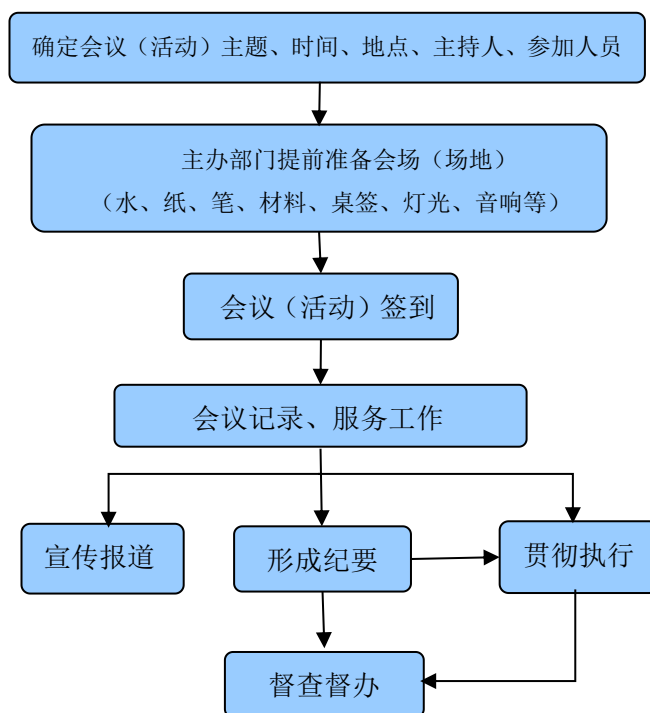 确定会议（活动）主题、时间、地点、主持人、参加人员
主办部门提前准备会场（场地）
（水、纸、笔、材料、桌签、灯光、音响等）
会议（活动）签到
会议记录、服务工作
宣传报道
形成纪要
贯彻执行
督查督办